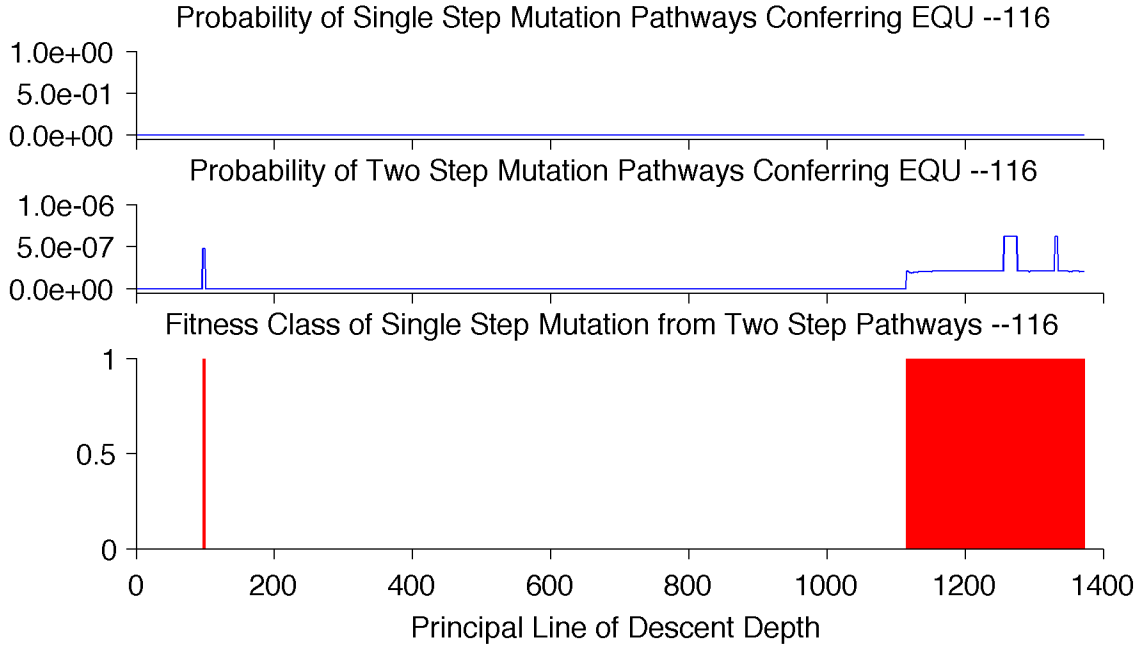 Probability of Single Step Mutation Pathways Conferring EQU --116
1.0e+00
5.0e-01
0.0e+00
Probability of Two Step Mutation Pathways Conferring EQU --116
1.0e-06
5.0e-07
0.0e+00
Fitness Class of Single Step Mutation from Two Step Pathways --116
1
0.5
0
0 200 400 600 800 1000 1200 1400
Principal Line of Descent Depth